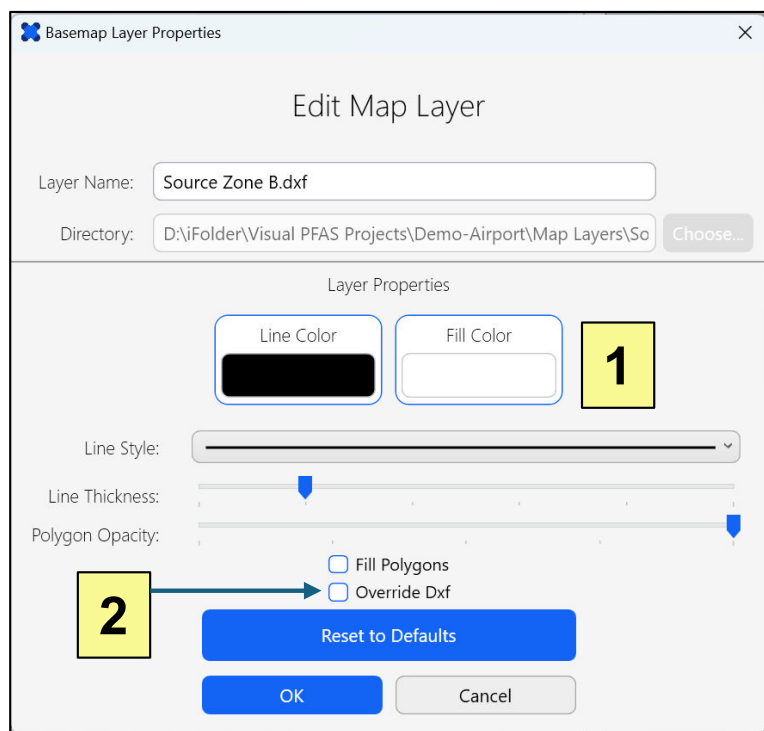 Basemap Layer Properties
Edit Map Layer
Layer Name: Source Zone B.dxf
Directory: D:\iFolder\Visual PFAS Projects\Demo-Airport\Map Layers\So Choose...
Layer Properties
Line Color Fill Color
1
Line Style:
Line Thickness:
Polygon Opacity:
Fill Polygons
2 Override Dxf
Reset to Defaults
OK Cancel